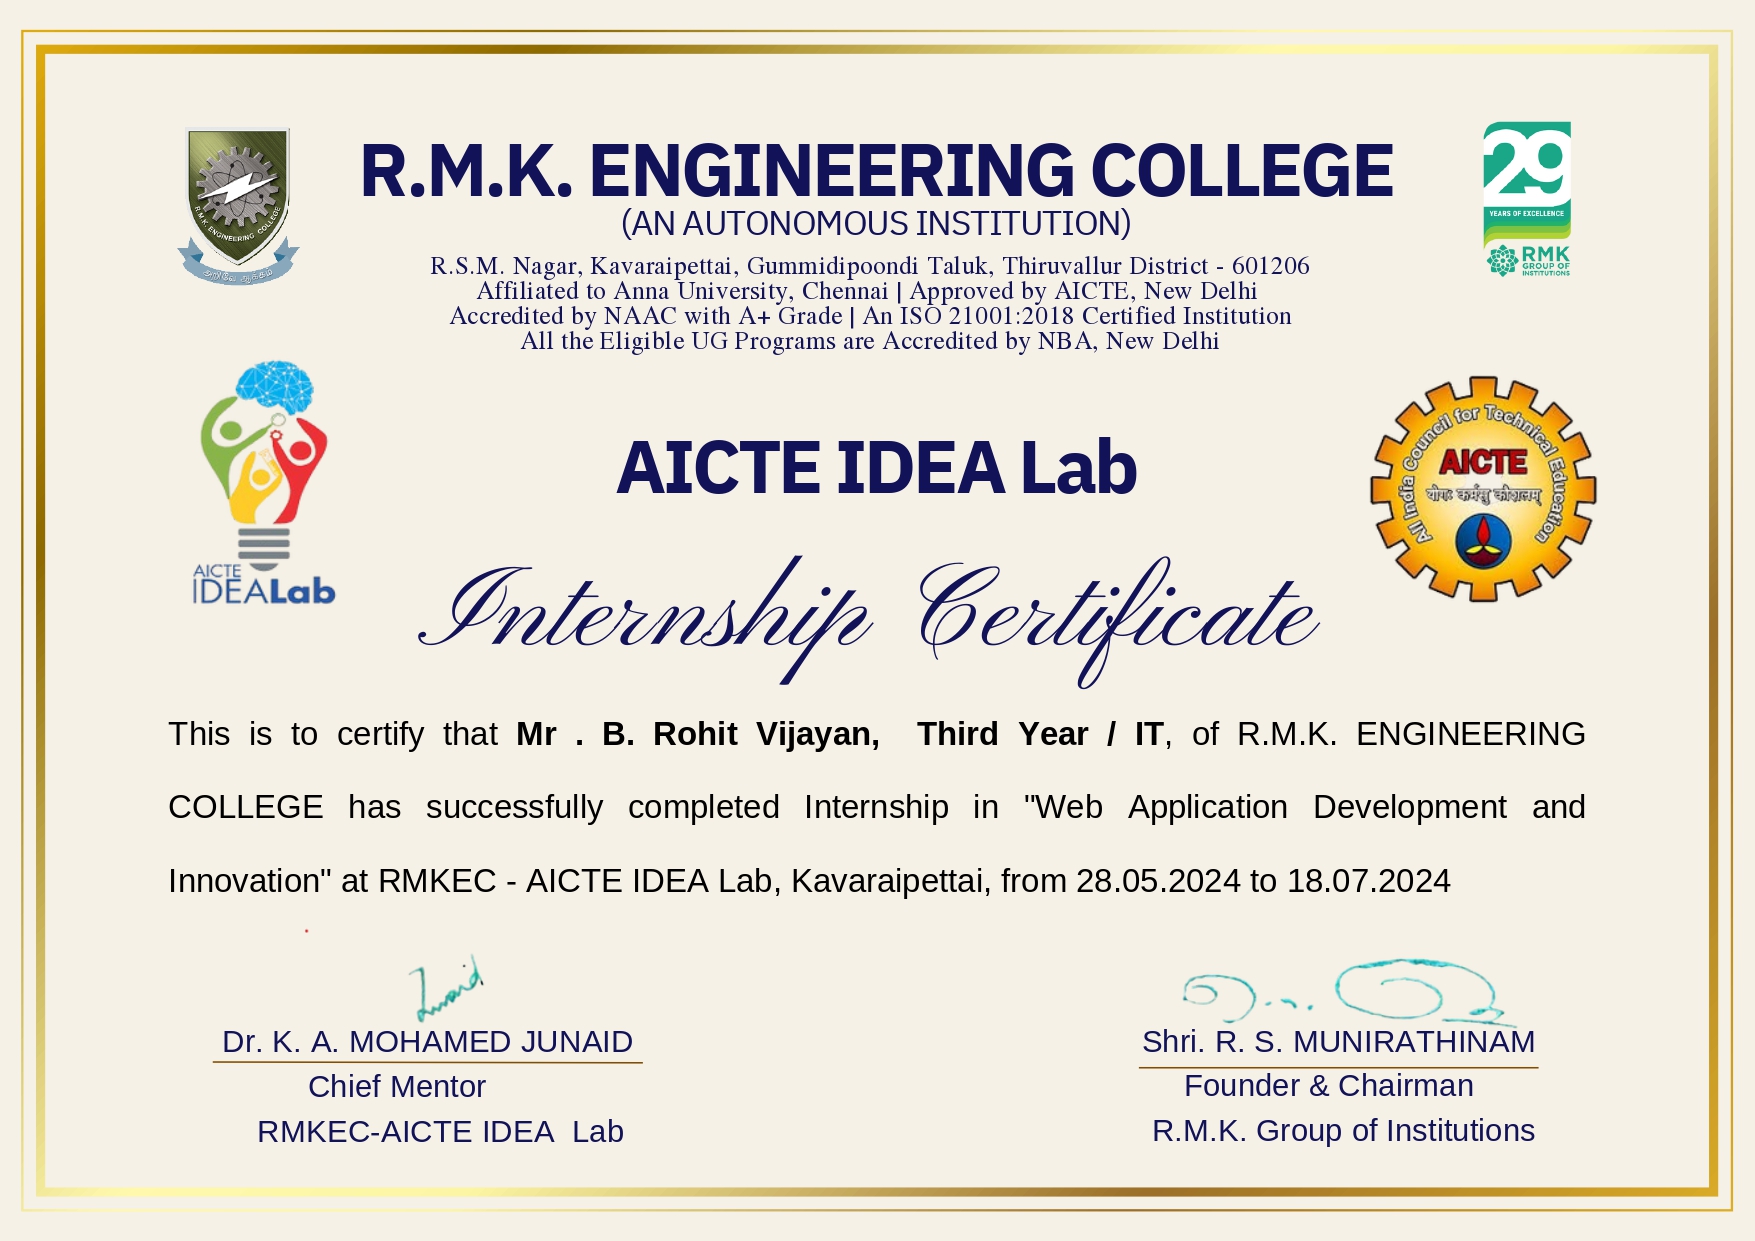 R.M.K. ENGINEERING COLLEGE
(AN AUTONOMOUS INSTITUTION)
R.S.M. Nagar, Kavaraipettai, Gummidipoondi Taluk, Thiruvallur District - 601206
Affiliated to Anna University, Chennai | Approved by AICTE, New Delhi
Accredited by NAAC with A+ Grade | An ISO 21001:2018 Certified Institution
All the Eligible UG Programs are Accredited by NBA, New Delhi
R.M.K. ENGINEERING COLLEGE
அறிவே ஆக்கம்
29
YEARS OF EXCELLENCE
RMK
GROUP OF
INSTITUTIONS
AICTE
IDEALab
AICTE IDEA Lab
All India Council for Technical Education
AICTE
योगः कर्मसु कौशलम्
Internship Certificate
This is to certify that Mr . B. Rohit Vijayan, Third Year / IT, of R.M.K. ENGINEERING
COLLEGE has successfully completed Internship in "Web Application Development and
Innovation" at RMKEC - AICTE IDEA Lab, Kavaraipettai, from 28.05.2024 to 18.07.2024
Junaid
Dr. K. A. MOHAMED JUNAID
Chief Mentor
RMKEC-AICTE IDEA Lab
Shri. R. S. MUNIRATHINAM
Founder & Chairman
R.M.K. Group of Institutions